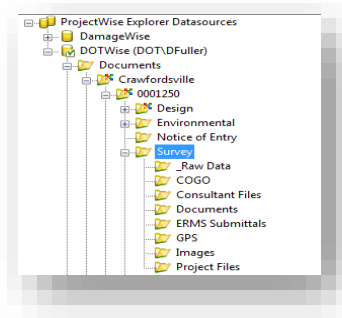 ProjectWise Explorer Datasources
DamageWise
DOTWise (DOT\DFuller)
Documents
Crawfordsville
0001250
Design
Environmental
Notice of Entry
Survey
_Raw Data
COGO
Consultant Files
Documents
ERMS Submittals
GPS
Images
Project Files